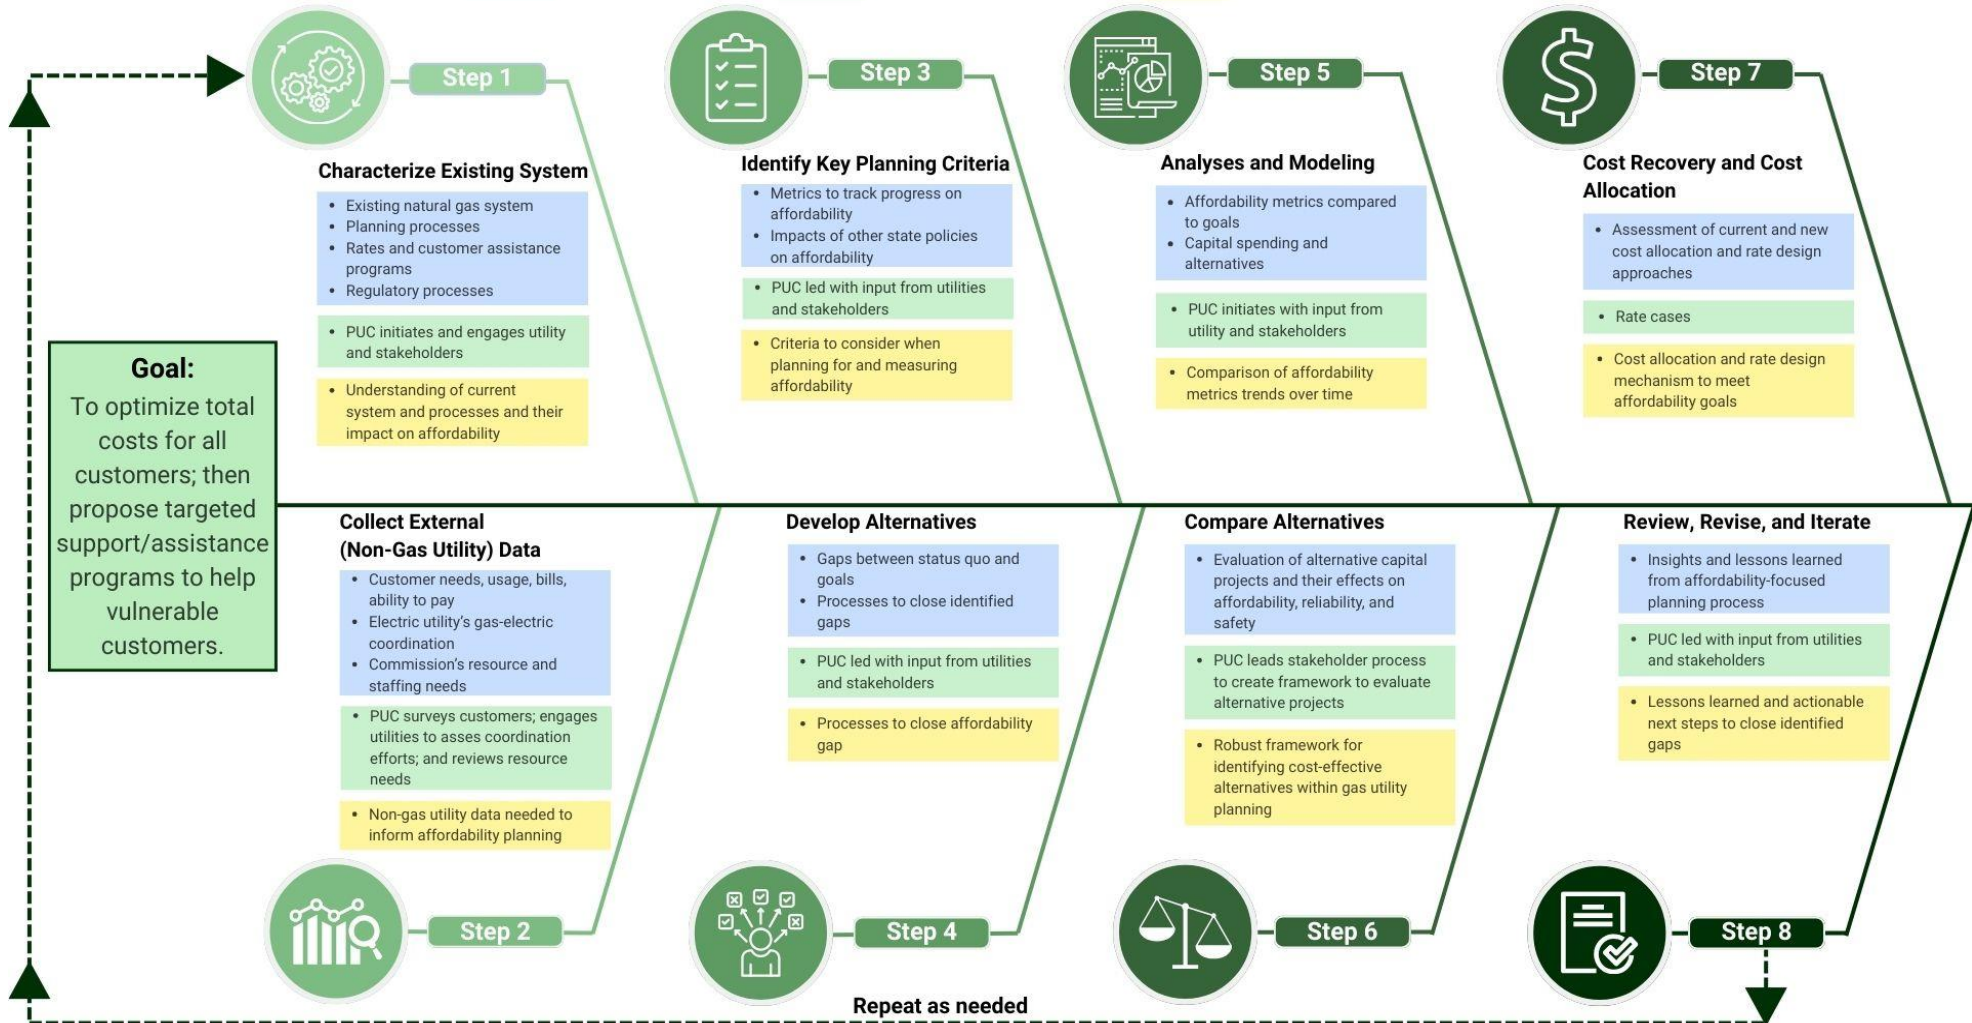 Step 1
Characterize Existing System
• Existing natural gas system
• Planning processes
• Rates and customer assistance
programs
• Regulatory processes
• PUC initiates and engages utility
and stakeholders
• Understanding of current
system and processes and their
impact on affordability
Step 3
Identify Key Planning Criteria
• Metrics to track progress on
affordability
• Impacts of other state policies
on affordability
• PUC led with input from utilities
and stakeholders
• Criteria to consider when
planning for and measuring
affordability
Step 5
Analyses and Modeling
• Affordability metrics compared
to goals
• Capital spending and
alternatives
• PUC initiates with input from
utility and stakeholders
• Comparison of affordability
metrics trends over time
Step 7
Cost Recovery and Cost
Allocation
• Assessment of current and new
cost allocation and rate design
approaches
• Rate cases
• Cost allocation and rate design
mechanism to meet
affordability goals
Goal:
To optimize total
costs for all
customers; then
propose targeted
support/assistance
programs to help
vulnerable
customers.
Collect External
(Non-Gas Utility) Data
• Customer needs, usage, bills,
ability to pay
• Electric utility’s gas-electric
coordination
• Commission’s resource and
staffing needs
• PUC surveys customers; engages
utilities to asses coordination
efforts; and reviews resource
needs
• Non-gas utility data needed to
inform affordability planning
Step 2
Develop Alternatives
• Gaps between status quo and
goals
• Processes to close identified
gaps
• PUC led with input from utilities
and stakeholders
• Processes to close affordability
gap
Step 4
Compare Alternatives
• Evaluation of alternative capital
projects and their effects on
affordability, reliability, and
safety
• PUC leads stakeholder process
to create framework to evaluate
alternative projects
• Robust framework for
identifying cost-effective
alternatives within gas utility
planning
Step 6
Review, Revise, and Iterate
• Insights and lessons learned
from affordability-focused
planning process
• PUC led with input from utilities
and stakeholders
• Lessons learned and actionable
next steps to close identified
gaps
Step 8
Repeat as needed